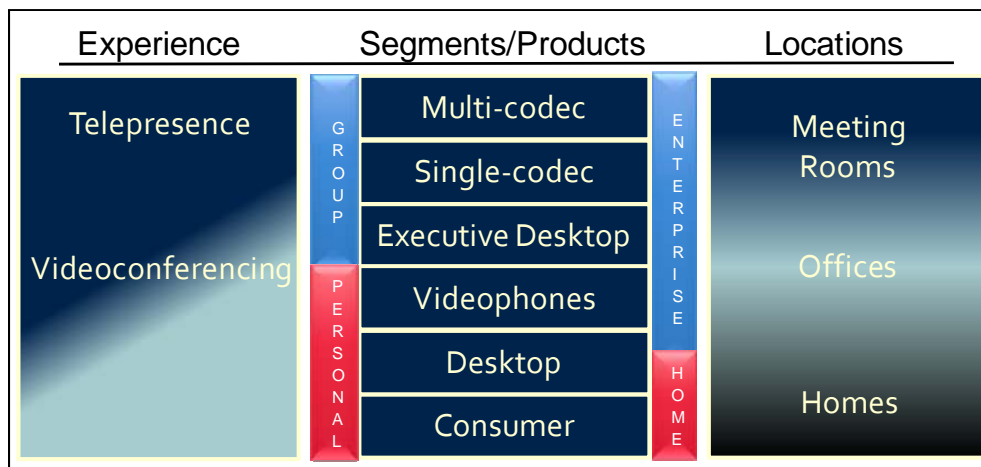 Experience
Segments/Products
Locations
Telepresence
Videoconferencing
GROUP
PERSONAL
Multi-codec
Single-codec
Executive Desktop
Videophones
Desktop
Consumer
ENTERPRISE
HOME
Meeting
Rooms
Offices
Homes